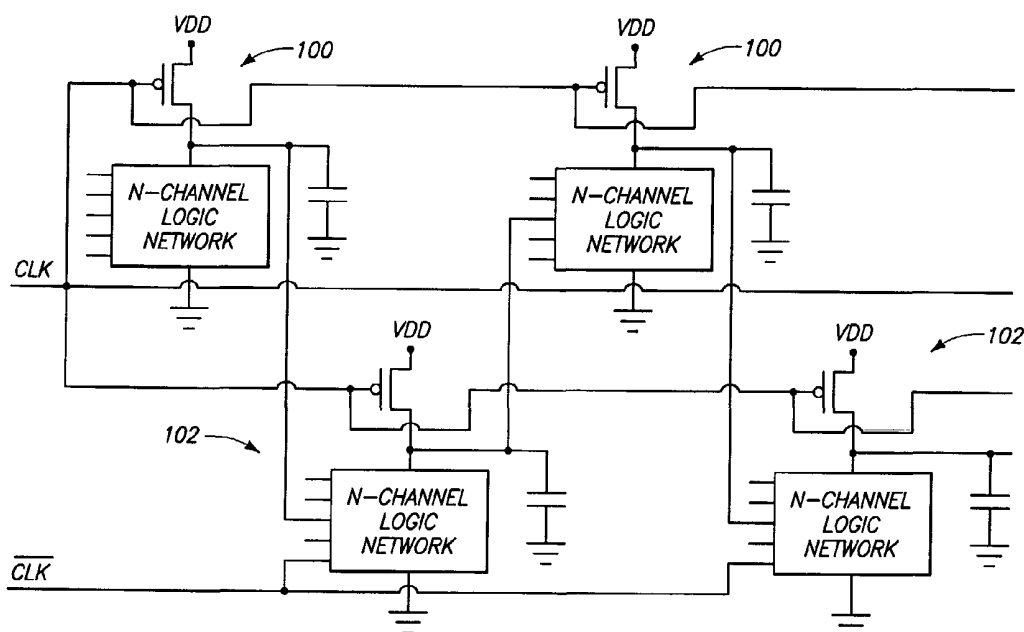 VDD
100
VDD
100
N-CHANNEL
LOGIC
NETWORK
N-CHANNEL
LOGIC
NETWORK
CLK
VDD
VDD
102
102
N-CHANNEL
LOGIC
NETWORK
N-CHANNEL
LOGIC
NETWORK
CLK